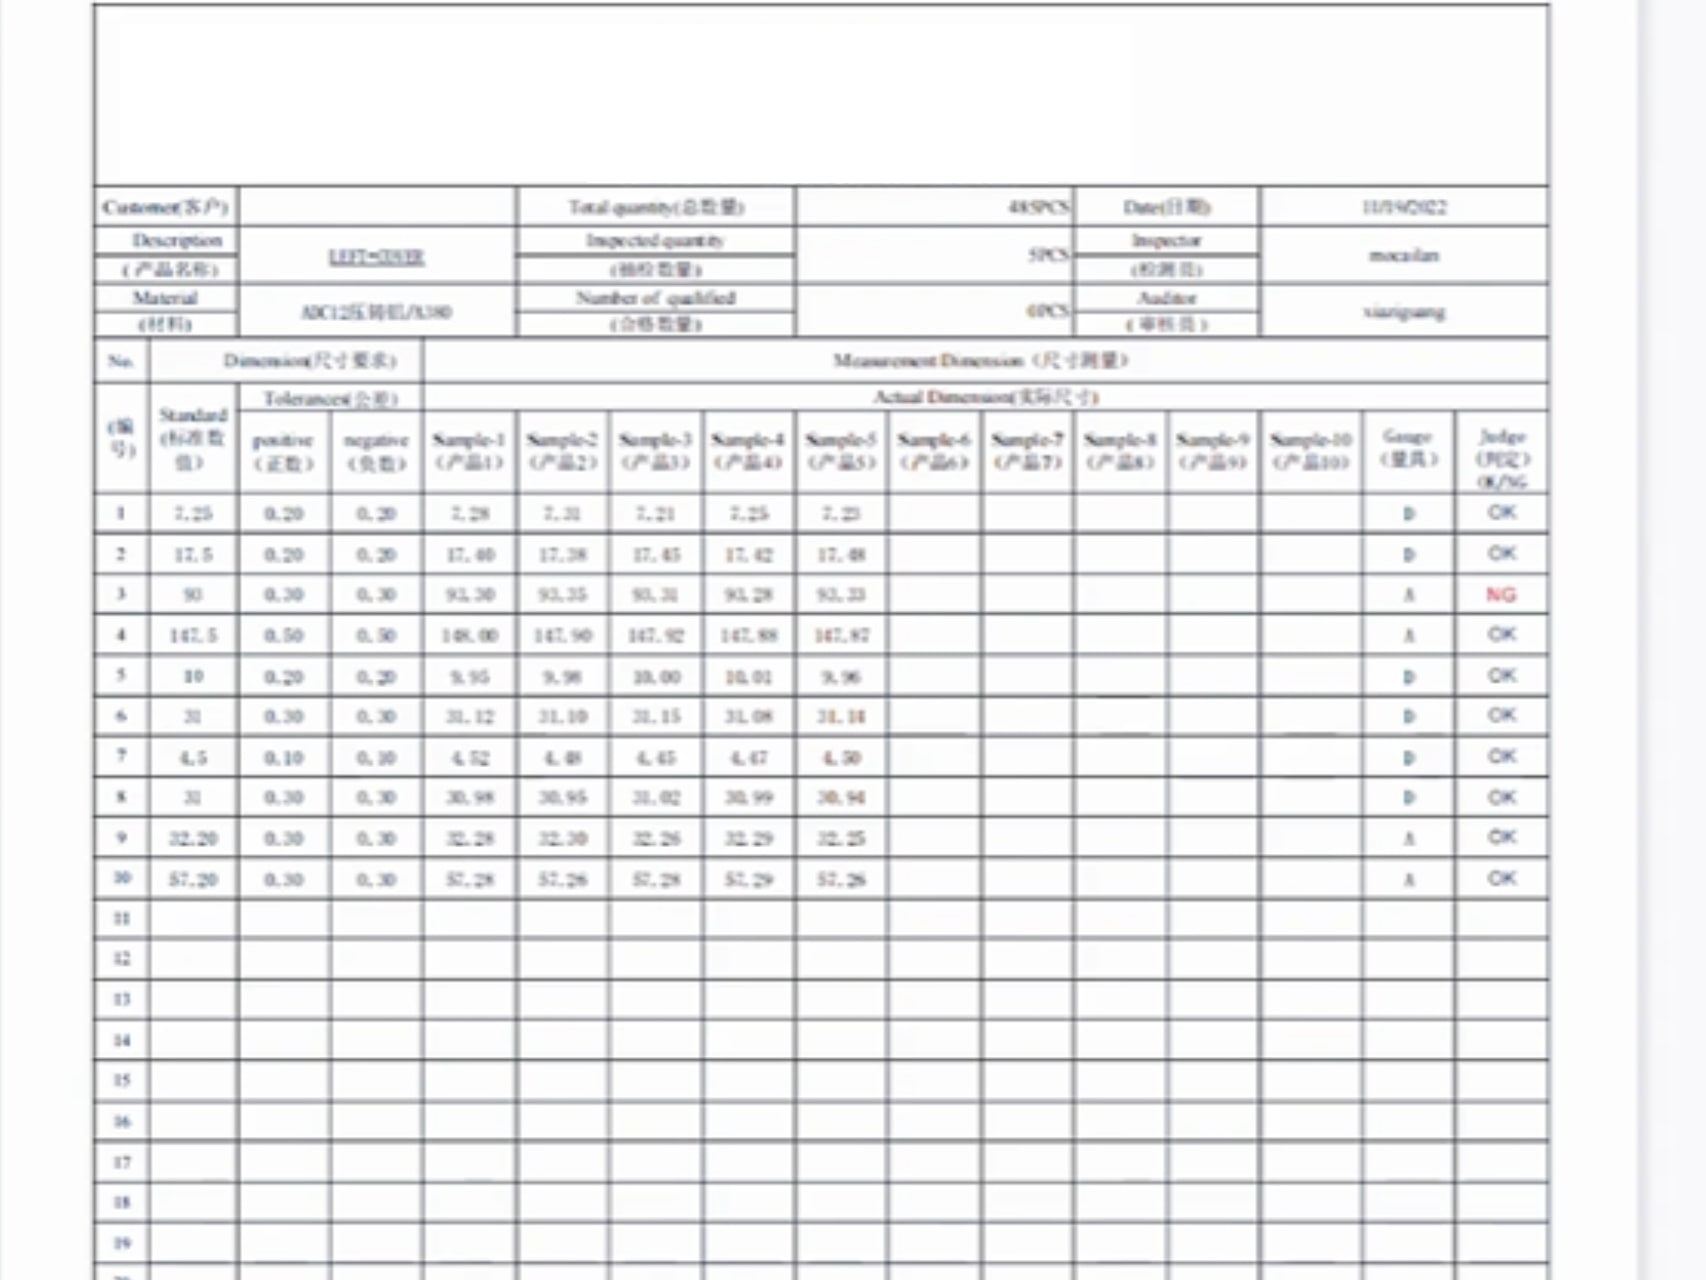 Customer(客户) Total quantity(总数量) 485PCS Date(日期) 11/19/2022
Description Inspected quantity Inspector
(产品名称) LEFT-COVER (抽检数量) 5PCS (检测员) mocailan
Material Number of qualified Auditor
(材料) ADC12压铸铝/A380 (合格数量) 0PCS (审核员)
No. Dimension(尺寸要求) Measurement Dimension（尺寸测量）
Tolerances(公差) Actual Dimension(实际尺寸)
(编号) Standard (标准数值) positive (正数) negative (负数) Sample-1 (产品1) Sample-2 (产品2) Sample-3 (产品3) Sample-4 (产品4) Sample-5 (产品5) Sample-6 (产品6) Sample-7 (产品7) Sample-8 (产品8) Sample-9 (产品9) Sample-10 (产品10) Gauge (量具) Judge (判定) OK/NG
1 7.25 0.20 0.20 7.28 7.31 7.21 7.25 7.23 D OK
2 17.5 0.20 0.20 17.40 17.38 17.45 17.42 17.48 D OK
3 93 0.30 0.30 93.30 93.35 93.31 93.28 93.33 A NG
4 147.5 0.50 0.50 148.00 147.90 147.92 147.88 147.87 A OK
5 10 0.20 0.20 9.95 9.98 10.00 10.01 9.96 D OK
6 31 0.30 0.30 31.12 31.10 31.15 31.08 31.14 D OK
7 4.5 0.10 0.10 4.52 4.48 4.45 4.47 4.50 D OK
8 31 0.30 0.30 30.98 30.95 31.02 30.99 30.94 D OK
9 32.20 0.30 0.30 32.28 32.30 32.26 32.29 32.25 A OK
10 57.20 0.30 0.30 57.28 57.26 57.28 57.29 57.26 A OK
11
12
13
14
15
16
17
18
19